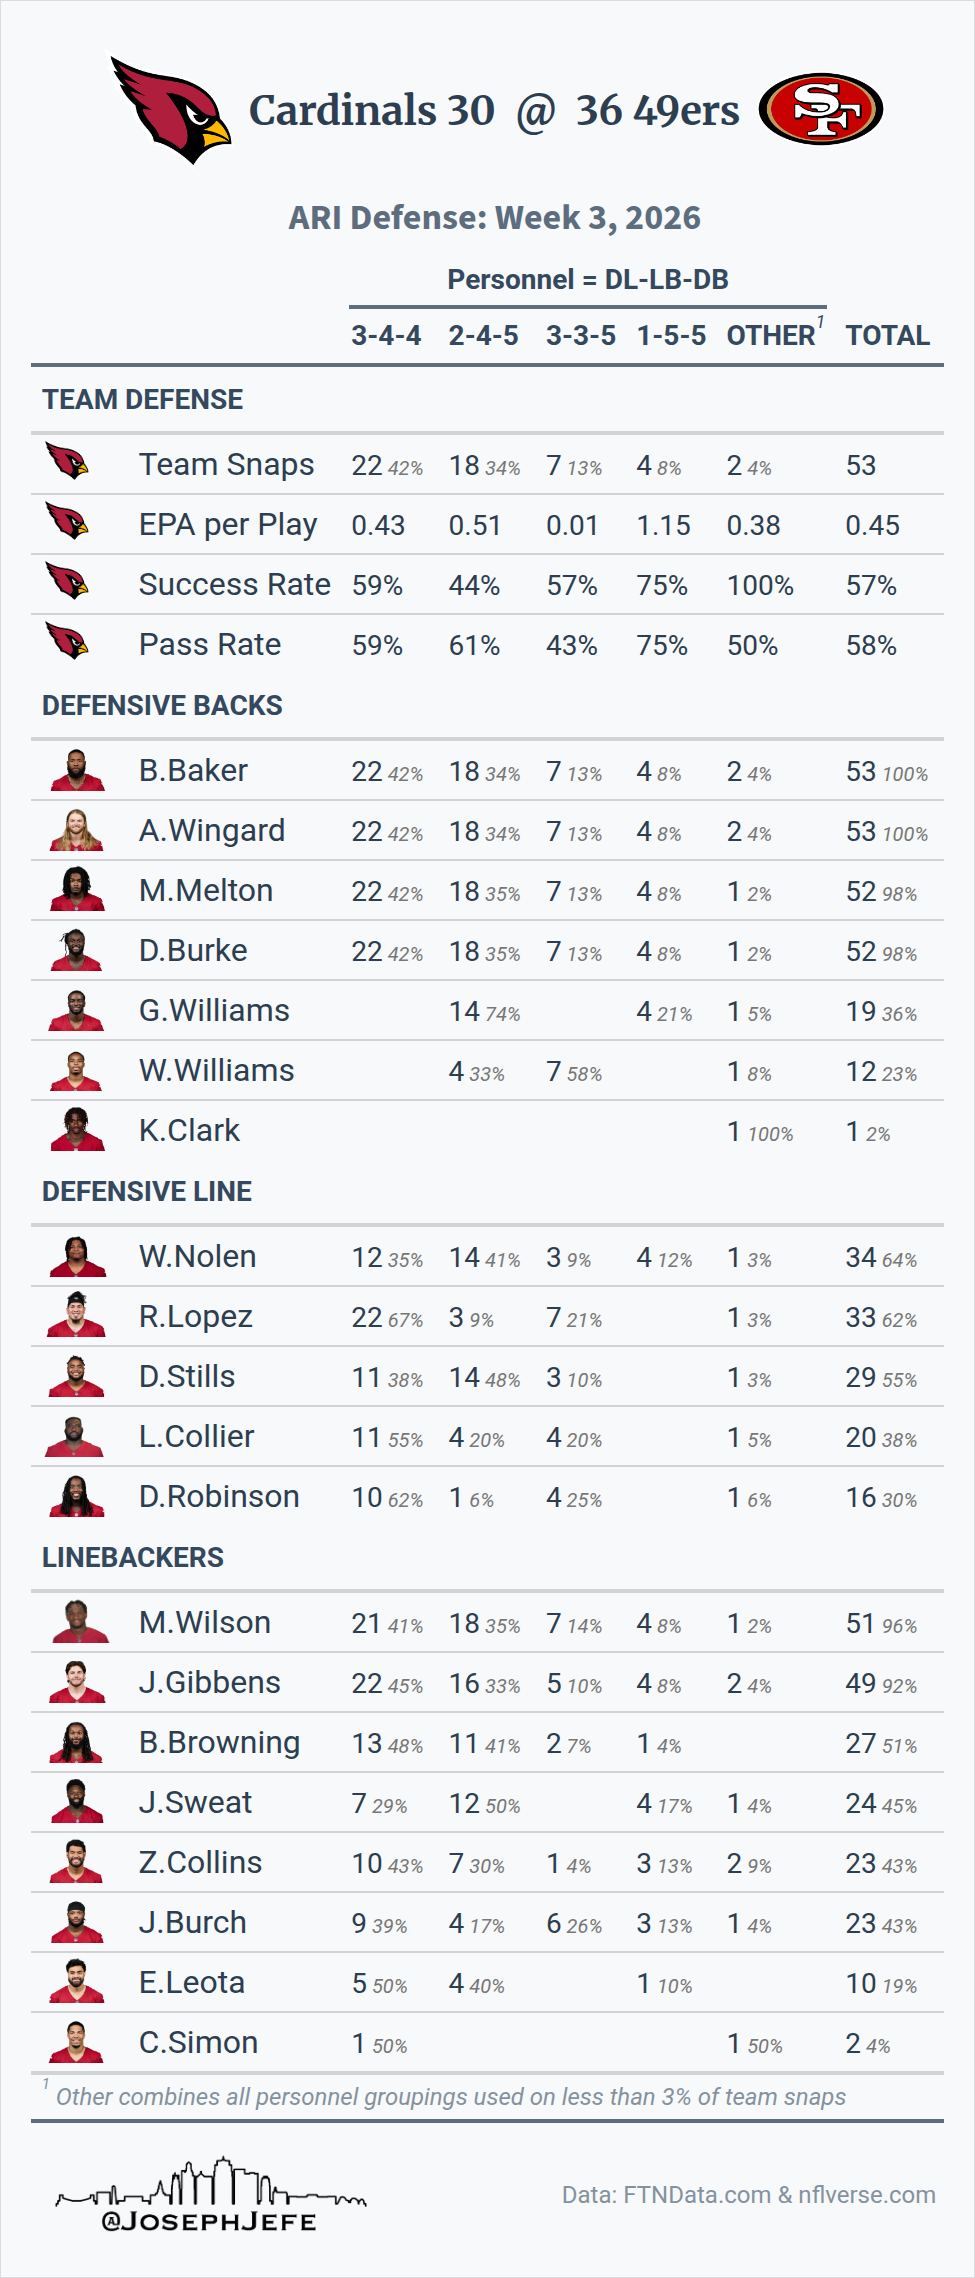 Cardinals 30 @ 36 49ers
SF
ARI Defense: Week 3, 2026
Personnel = DL-LB-DB
3-4-4 2-4-5 3-3-5 1-5-5 OTHER1 TOTAL
TEAM DEFENSE
Team Snaps 22 42% 18 34% 7 13% 4 8% 2 4% 53
EPA per Play 0.43 0.51 0.01 1.15 0.38 0.45
Success Rate 59% 44% 57% 75% 100% 57%
Pass Rate 59% 61% 43% 75% 50% 58%
DEFENSIVE BACKS
B.Baker 22 42% 18 34% 7 13% 4 8% 2 4% 53 100%
A.Wingard 22 42% 18 34% 7 13% 4 8% 2 4% 53 100%
M.Melton 22 42% 18 35% 7 13% 4 8% 1 2% 52 98%
D.Burke 22 42% 18 35% 7 13% 4 8% 1 2% 52 98%
G.Williams 14 74% 4 21% 1 5% 19 36%
W.Williams 4 33% 7 58% 1 8% 12 23%
K.Clark 1 100% 1 2%
DEFENSIVE LINE
W.Nolen 12 35% 14 41% 3 9% 4 12% 1 3% 34 64%
R.Lopez 22 67% 3 9% 7 21% 1 3% 33 62%
D.Stills 11 38% 14 48% 3 10% 1 3% 29 55%
L.Collier 11 55% 4 20% 4 20% 1 5% 20 38%
D.Robinson 10 62% 1 6% 4 25% 1 6% 16 30%
LINEBACKERS
M.Wilson 21 41% 18 35% 7 14% 4 8% 1 2% 51 96%
J.Gibbens 22 45% 16 33% 5 10% 4 8% 2 4% 49 92%
B.Browning 13 48% 11 41% 2 7% 1 4% 27 51%
J.Sweat 7 29% 12 50% 4 17% 1 4% 24 45%
Z.Collins 10 43% 7 30% 1 4% 3 13% 2 9% 23 43%
J.Burch 9 39% 4 17% 6 26% 3 13% 1 4% 23 43%
E.Leota 5 50% 4 40% 1 10% 10 19%
C.Simon 1 50% 1 50% 2 4%
1 Other combines all personnel groupings used on less than 3% of team snaps
@JOSEPHJEFE
Data: FTNData.com & nflverse.com